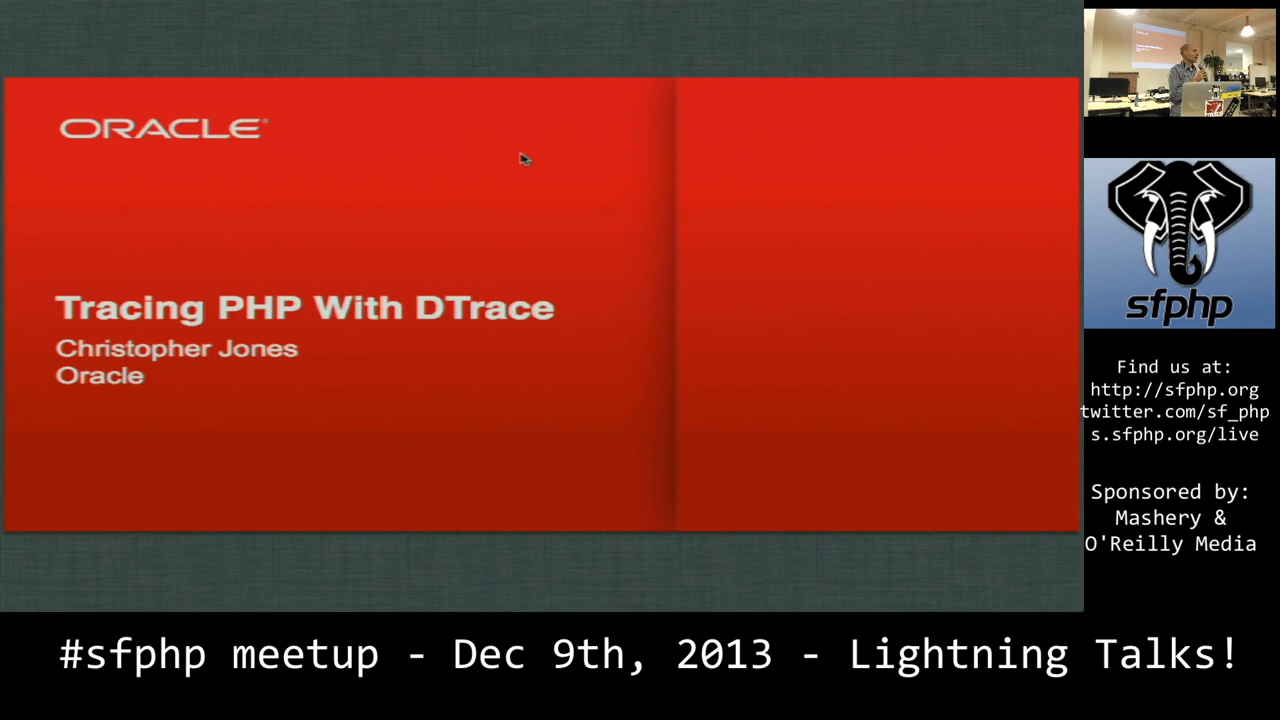 ORACLE
Tracing PHP With DTrace
Christopher Jones
Oracle
sfphp
Find us at:
http://sfphp.org
twitter.com/sf_php
s.sfphp.org/live
Sponsored by:
Mashery &
O'Reilly Media
#sfphp meetup - Dec 9th, 2013 - Lightning Talks!